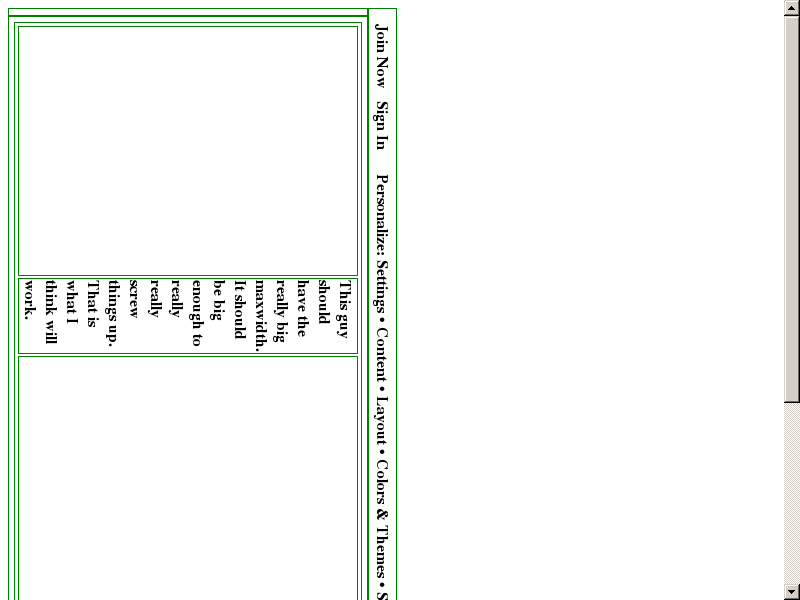 Join Now Sign In Personalize: Settings • Content • Layout • Colors & Themes •
This guy
should
have the
really big
maxwidth.
It should
be big
enough to
really
really
screw
things up.
That is
what I
think will
work.